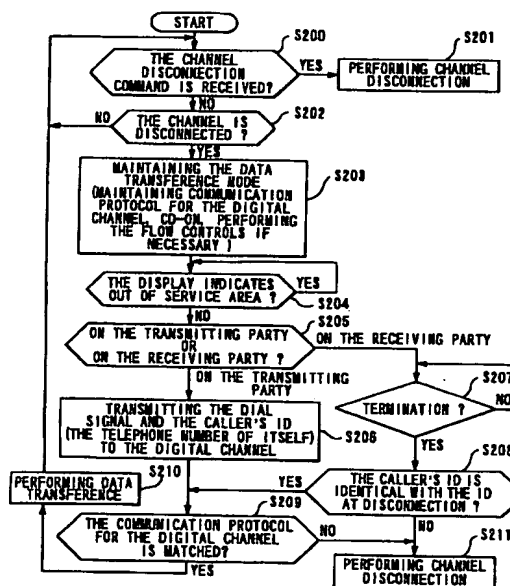 START
S200
THE CHANNEL
DISCONNECTION
COMMAND IS RECEIVED?
YES
S201
PERFORMING CHANNEL
DISCONNECTION
NO
S202
NO
THE CHANNEL IS
DISCONNECTED ?
YES
S203
MAINTAINING THE DATA
TRANSFERENCE MODE
(MAINTAINING COMMUNICATION
PROTOCOL FOR THE DIGITAL
CHANNEL, CD-ON, PERFORMING
THE FLOW CONTROLS IF
NECESSARY )
THE DISPLAY INDICATES
OUT OF SERVICE AREA ?
YES
S204
NO
S205
ON THE TRANSMITTING PARTY
OR
ON THE RECEIVING PARTY ?
ON THE RECEIVING PARTY
ON THE TRANSMITTING
PARTY
S207
TERMINATION ?
NO
YES
TRANSMITTING THE DIAL
SIGNAL AND THE CALLER'S ID
(THE TELEPHONE NUMBER OF ITSELF)
TO THE DIGITAL CHANNEL
S206
S208
THE CALLER'S ID IS
IDENTICAL WITH THE ID
AT DISCONNECTION ?
YES
NO
S210
PERFORMING DATA
TRANSFERENCE
S209
THE COMMUNICATION PROTOCOL
FOR THE DIGITAL CHANNEL
IS MATCHED?
NO
YES
S211
PERFORMING CHANNEL
DISCONNECTION